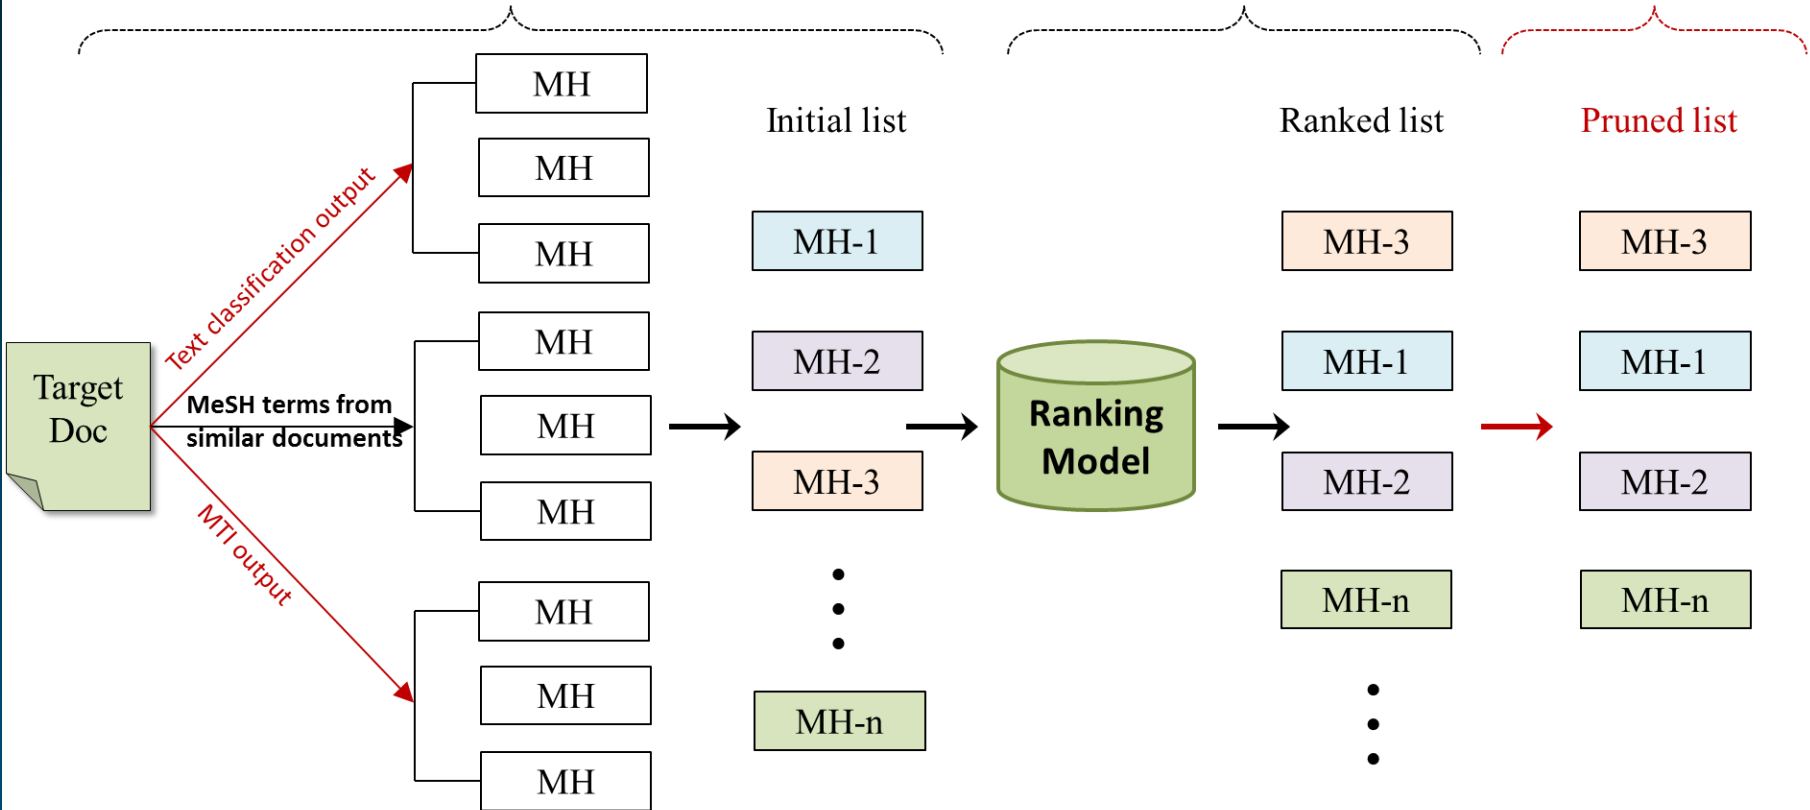 Target
Doc
Text classification output
MeSH terms from
similar documents
MTI output
MH
MH
MH
MH
MH
MH
MH
MH
MH
Initial list
MH-1
MH-2
MH-3
MH-n
Ranking
Model
Ranked list
MH-3
MH-1
MH-2
MH-n
Pruned list
MH-3
MH-1
MH-2
MH-n